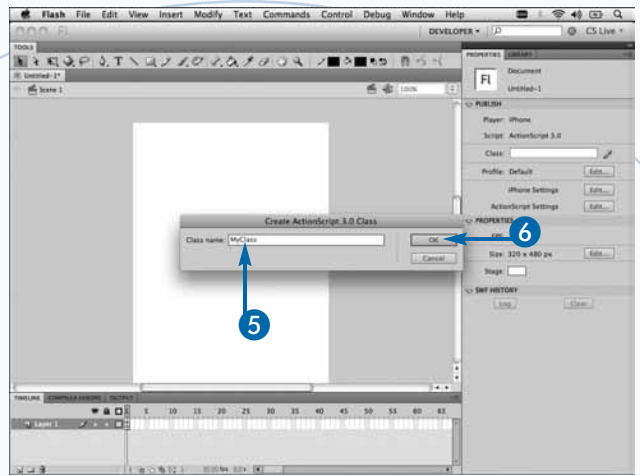 Flash File Edit View Insert Modify Text Commands Control Debug Window Help
DEVELOPER
CS Live
TOOLS
Untitled-1*
Scene 1
100%
PROPERTIES LIBRARY
Fl
Document
Untitled-1
PUBLISH
Player: iPhone
Script: ActionScript 3.0
Class:
Profile: Default Edit...
iPhone Settings Edit...
ActionScript Settings Edit...
PROPERTIES
Size: 320 x 480 px Edit...
Stage:
SWF HISTORY
Log Clear
Create ActionScript 3.0 Class
Class name: MyClass
OK
Cancel
5
6
TIMELINE COMPILER ERRORS OUTPUT
5 10 15 20 25 30 35 40 45 50 55 60 65
Layer 1